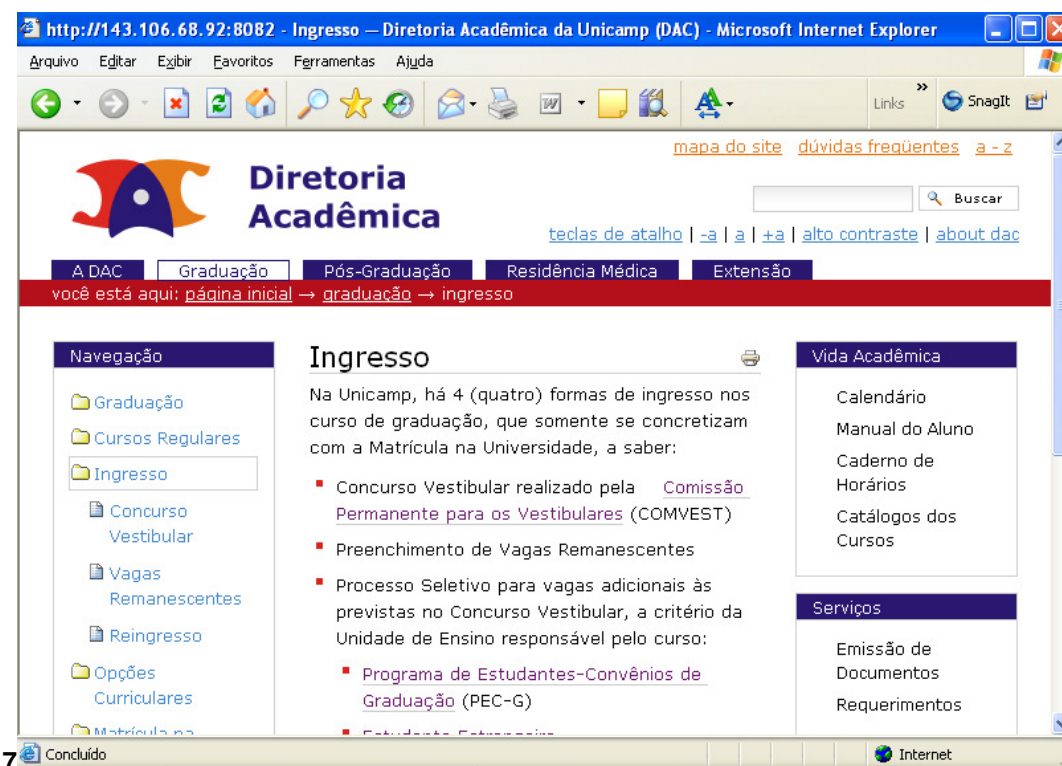 http://143.106.68.92:8082 - Ingresso — Diretoria Acadêmica da Unicamp (DAC) - Microsoft Internet Explorer
Arquivo Editar Exibir Favoritos Ferramentas Ajuda
Links » SnagIt
mapa do site dúvidas freqüentes a - z
Diretoria
Acadêmica
Buscar
teclas de atalho | -a | a | +a | alto contraste | about dac
A DAC Graduação Pós-Graduação Residência Médica Extensão
você está aqui: página inicial → graduação → ingresso
Navegação
Graduação
Cursos Regulares
Ingresso
Concurso
Vestibular
Vagas
Remanescentes
Reingresso
Opções
Curriculares
Matrícula na
Ingresso
Na Unicamp, há 4 (quatro) formas de ingresso nos
curso de graduação, que somente se concretizam
com a Matrícula na Universidade, a saber:
Concurso Vestibular realizado pela Comissão
Permanente para os Vestibulares (COMVEST)
Preenchimento de Vagas Remanescentes
Processo Seletivo para vagas adicionais às
previstas no Concurso Vestibular, a critério da
Unidade de Ensino responsável pelo curso:
Programa de Estudantes-Convênios de
Graduação (PEC-G)
Estudante Estrangeiro
Vida Acadêmica
Calendário
Manual do Aluno
Caderno de
Horários
Catálogos dos
Cursos
Serviços
Emissão de
Documentos
Requerimentos
7
Concluído
Internet